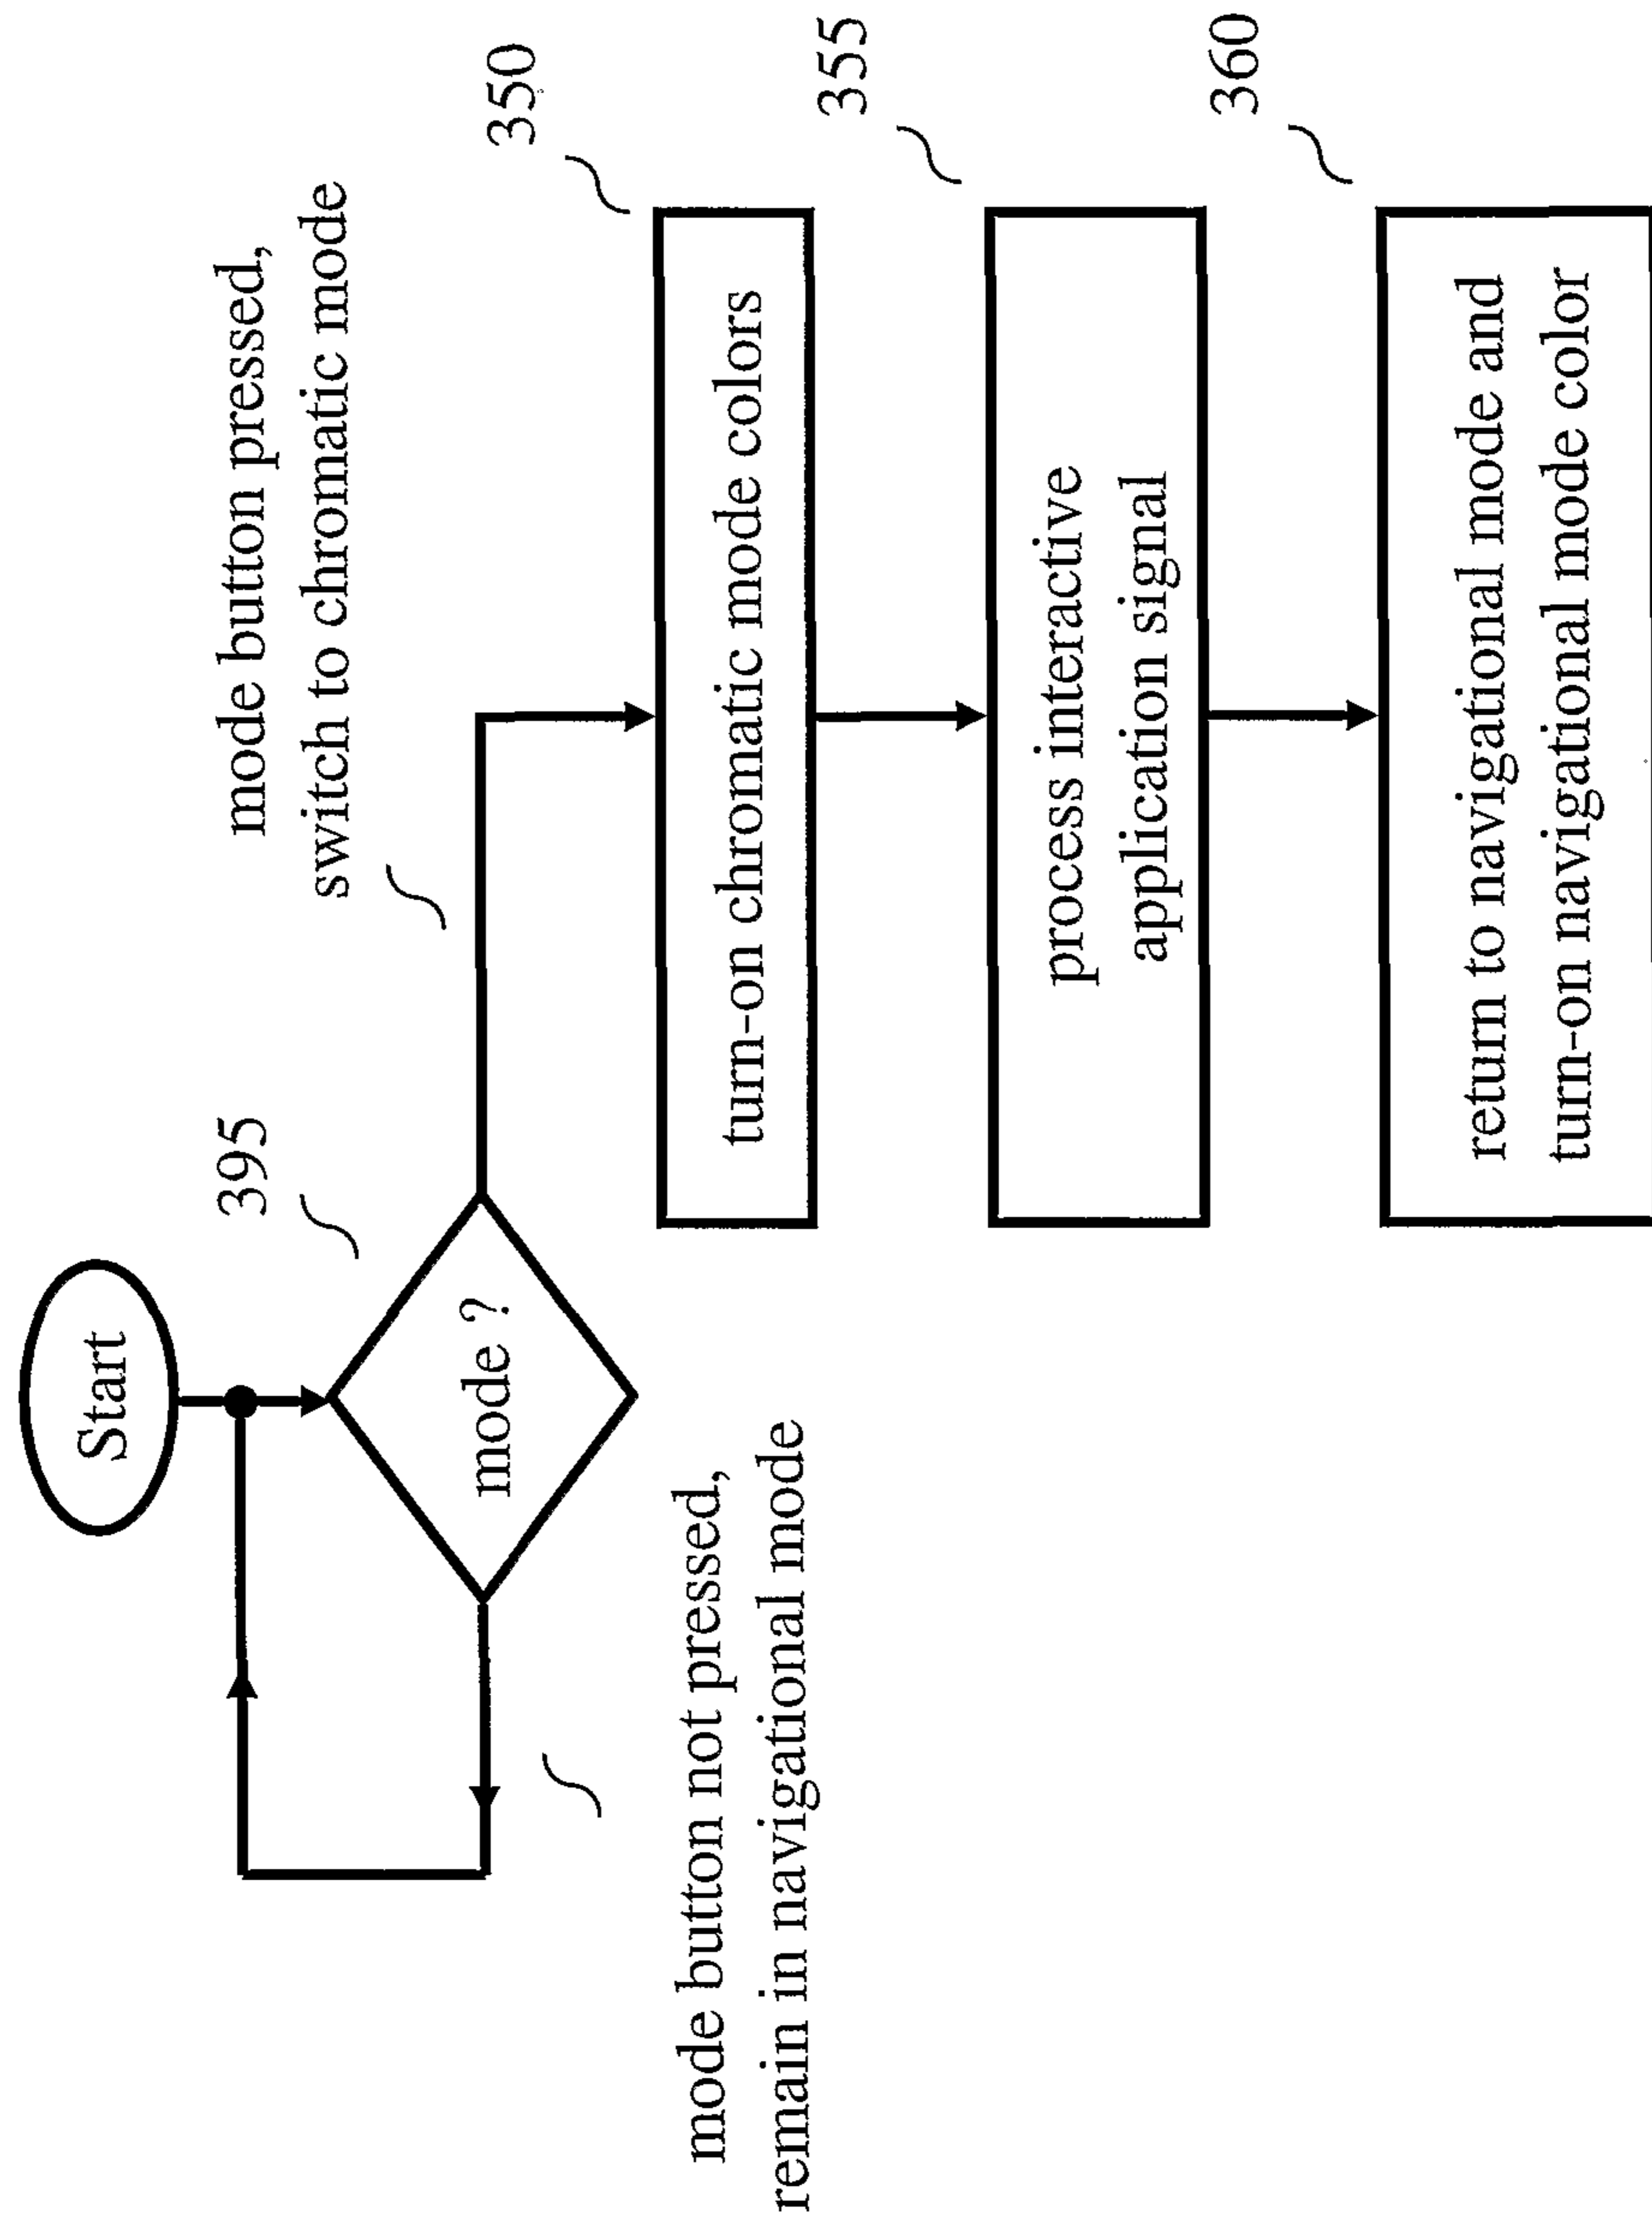 Start
395
mode ?
mode button pressed,
switch to chromatic mode
mode button not pressed,
remain in navigational mode
350
turn-on chromatic mode colors
355
process interactive
application signal
360
return to navigational mode and
turn-on navigational mode color